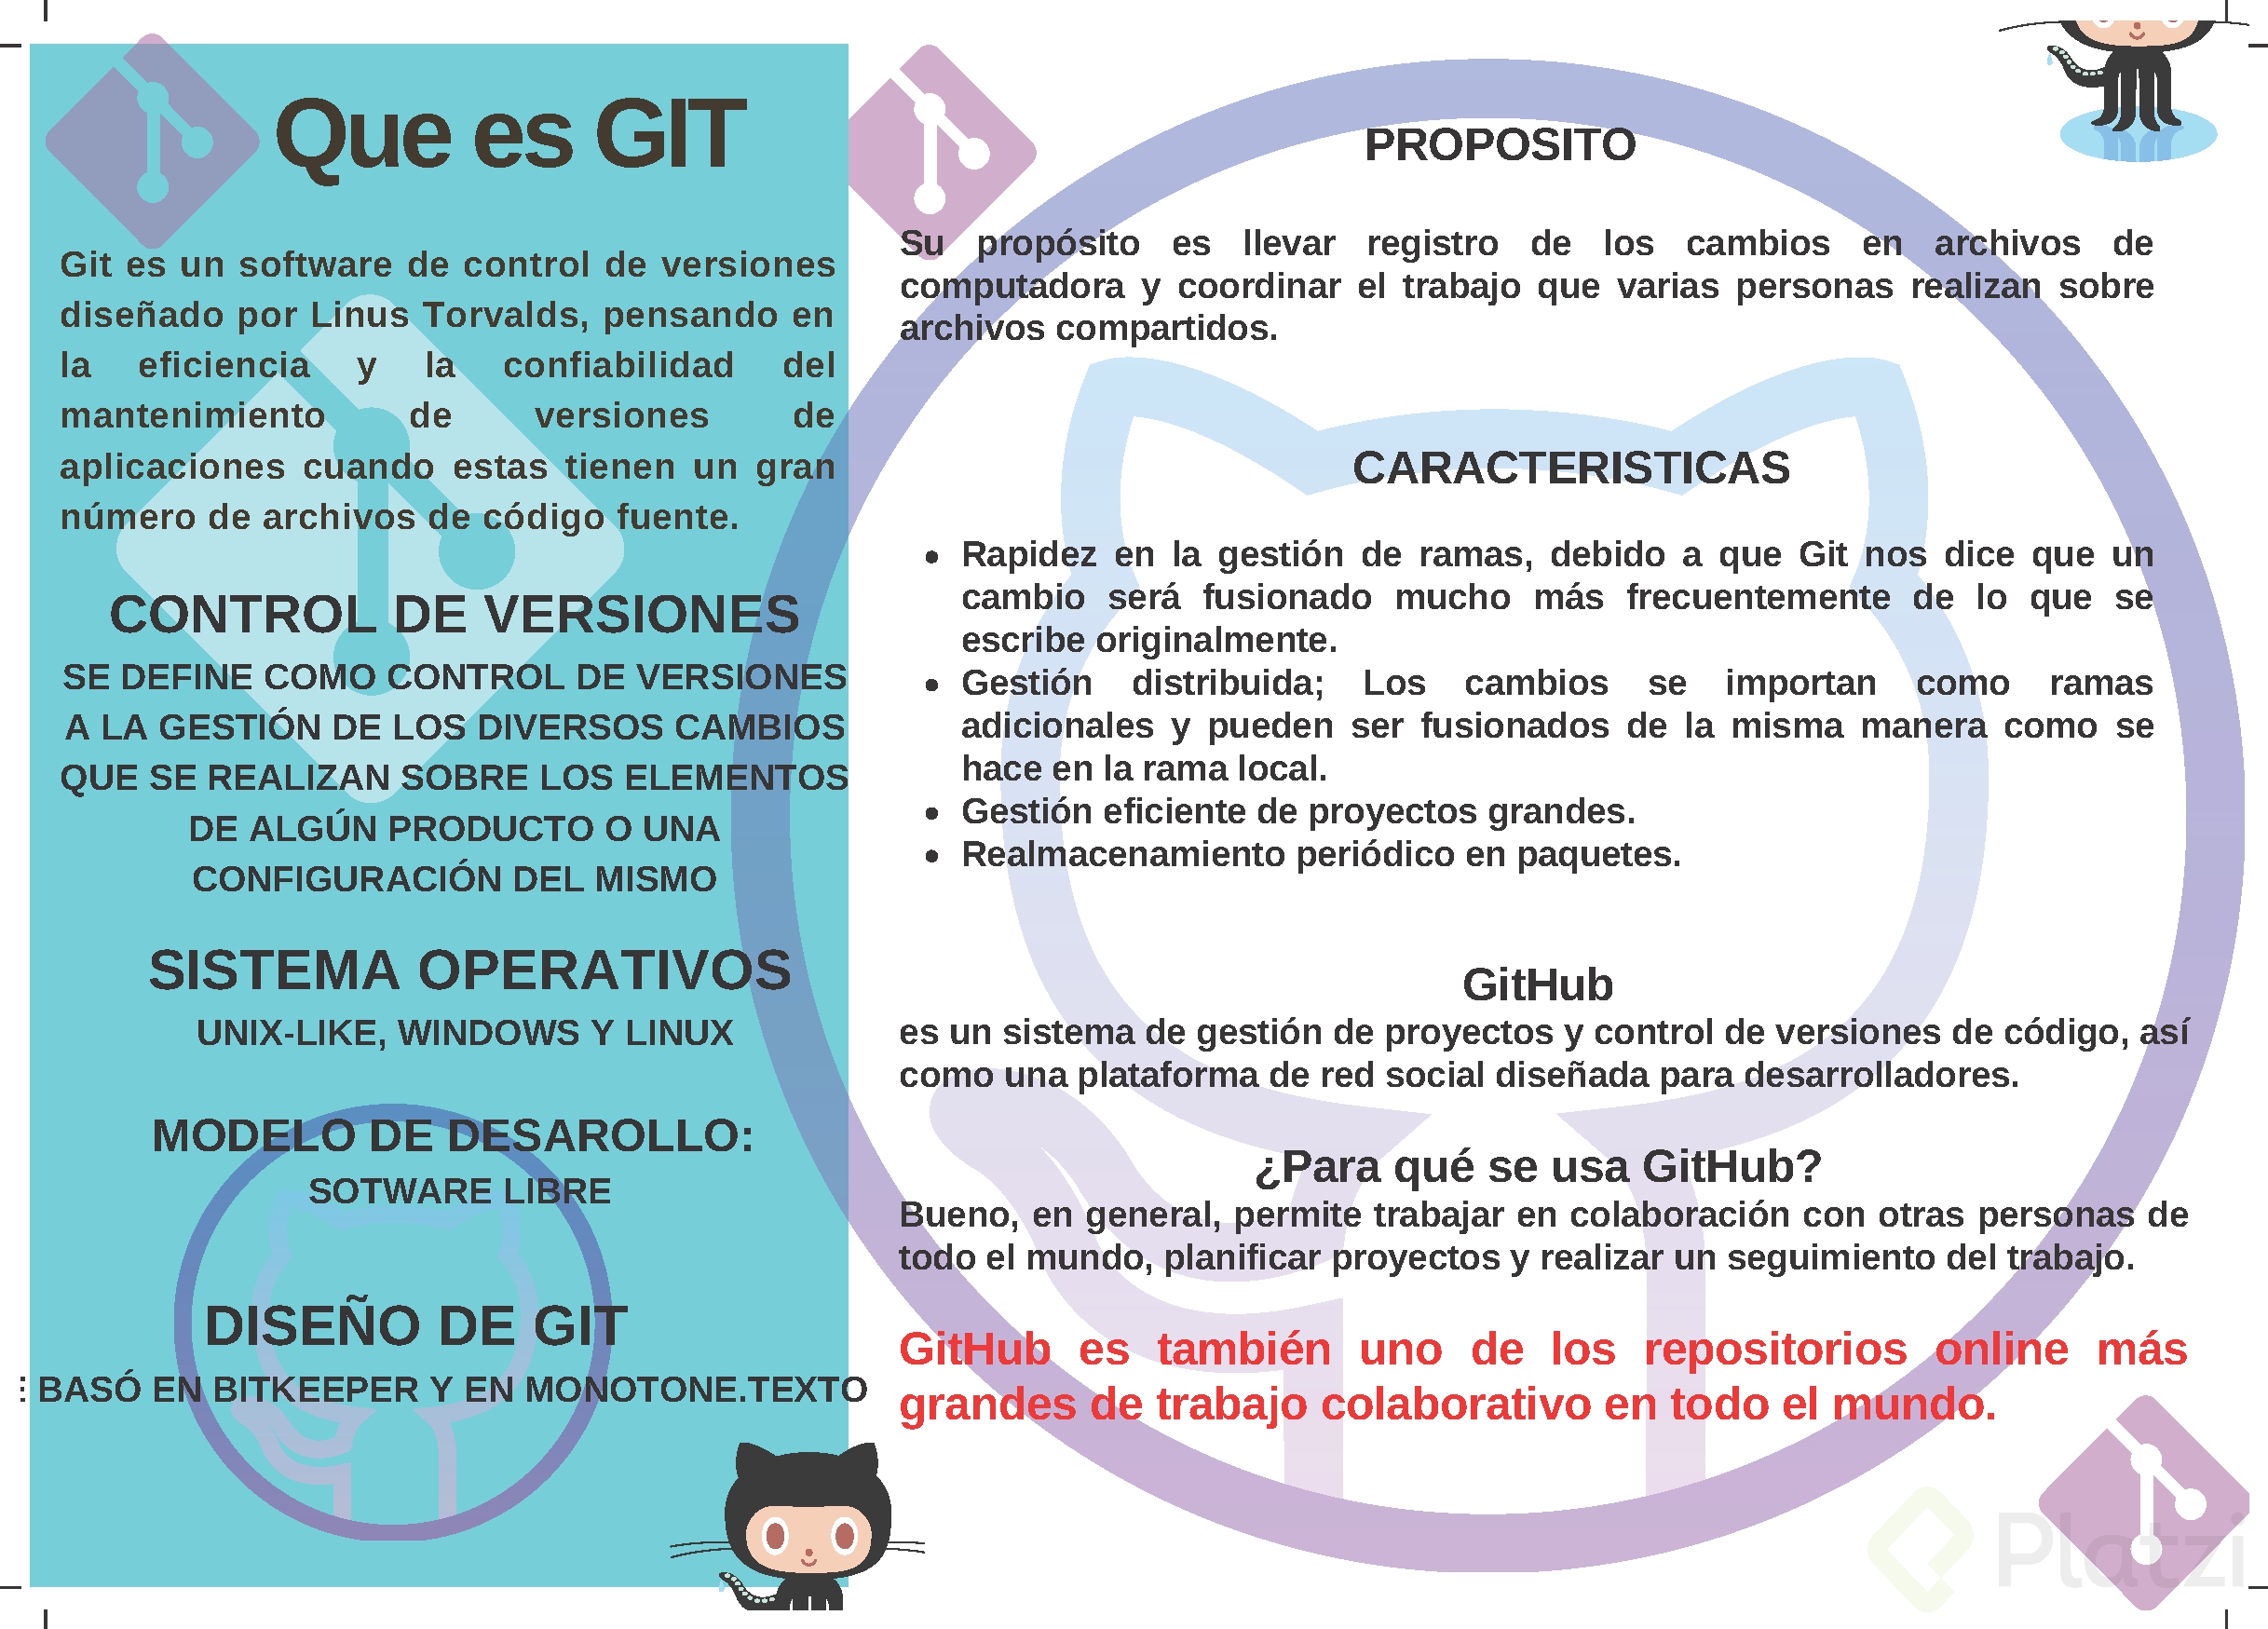 Que es GIT
Git es un software de control de versiones
diseñado por Linus Torvalds, pensando en
la eficiencia y la confiabilidad del
mantenimiento de versiones de
aplicaciones cuando estas tienen un gran
número de archivos de código fuente.
CONTROL DE VERSIONES
SE DEFINE COMO CONTROL DE VERSIONES
A LA GESTIÓN DE LOS DIVERSOS CAMBIOS
QUE SE REALIZAN SOBRE LOS ELEMENTOS
DE ALGÚN PRODUCTO O UNA
CONFIGURACIÓN DEL MISMO
SISTEMA OPERATIVOS
UNIX-LIKE, WINDOWS Y LINUX
MODELO DE DESAROLLO:
SOTWARE LIBRE
DISEÑO DE GIT
BASÓ EN BITKEEPER Y EN MONOTONE.TEXTO
PROPOSITO
Su propósito es llevar registro de los cambios en archivos de
computadora y coordinar el trabajo que varias personas realizan sobre
archivos compartidos.
CARACTERISTICAS
• Rapidez en la gestión de ramas, debido a que Git nos dice que un
cambio será fusionado mucho más frecuentemente de lo que se
escribe originalmente.
• Gestión distribuida; Los cambios se importan como ramas
adicionales y pueden ser fusionados de la misma manera como se
hace en la rama local.
• Gestión eficiente de proyectos grandes.
• Realmacenamiento periódico en paquetes.
GitHub
es un sistema de gestión de proyectos y control de versiones de código, así
como una plataforma de red social diseñada para desarrolladores.
¿Para qué se usa GitHub?
Bueno, en general, permite trabajar en colaboración con otras personas de
todo el mundo, planificar proyectos y realizar un seguimiento del trabajo.
GitHub es también uno de los repositorios online más
grandes de trabajo colaborativo en todo el mundo.
Platzi